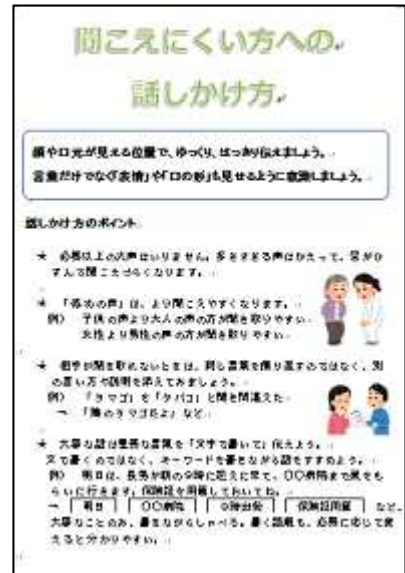 聞こえにくい方への
話しかけ方
顔や口元が見える位置で、ゆっくり、はっきり伝えましょう。
言葉だけでなく「表情」や「口の形」も見せるように意識しましょう。
話しかけ方のポイント
★ 必要以上の大声はいりません。多きすぎる声はかえって、音がひ
ずんで聞こえづらくなります。
★ 「低めの声」は、より聞こえやすくなります。
例) 子供の声より大人の声の方が聞き取りやすい
女性より男性の声の方が聞き取りやすい
★ 相手が聞き取れないときは、同じ言葉を繰り返すのではなく、別
の言い方や説明を添えてみましょう。
例) 「タマゴ」を「タバコ」と聞き間違えた
→ 「鶏のタマゴだよ」など
★ 大事な話は重要な言葉を「文字で書いて」伝えよう。
文で書くのではなく、キーワードを書きながら話をすすめよう。
例) 明日は、長男が朝の9時に迎えに来て、〇〇病院まで薬をも
らいに行きます。保険証を用意しておいてね。
→ 明日 〇〇病院 9時出発 保険証用意 など、
大事なことのみ、書きながらしゃべる。書く語順も、必要に応じて変
えると分かりやすい。